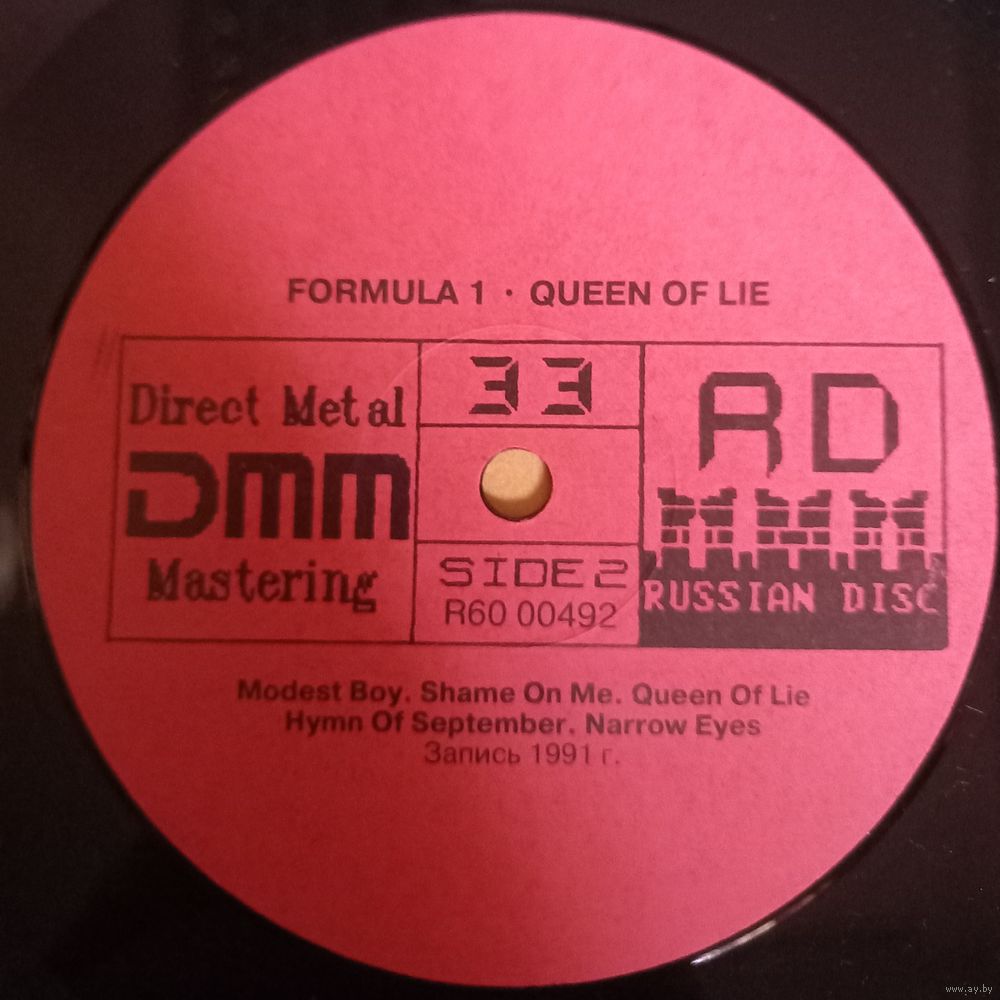 FORMULA 1 · QUEEN OF LIE
Direct Metal
DMM
Mastering
33
SIDE 2
R60 00492
RD
RUSSIAN DISC
Modest Boy. Shame On Me. Queen Of Lie
Hymn Of September. Narrow Eyes
Запись 1991 г.
www.ay.by